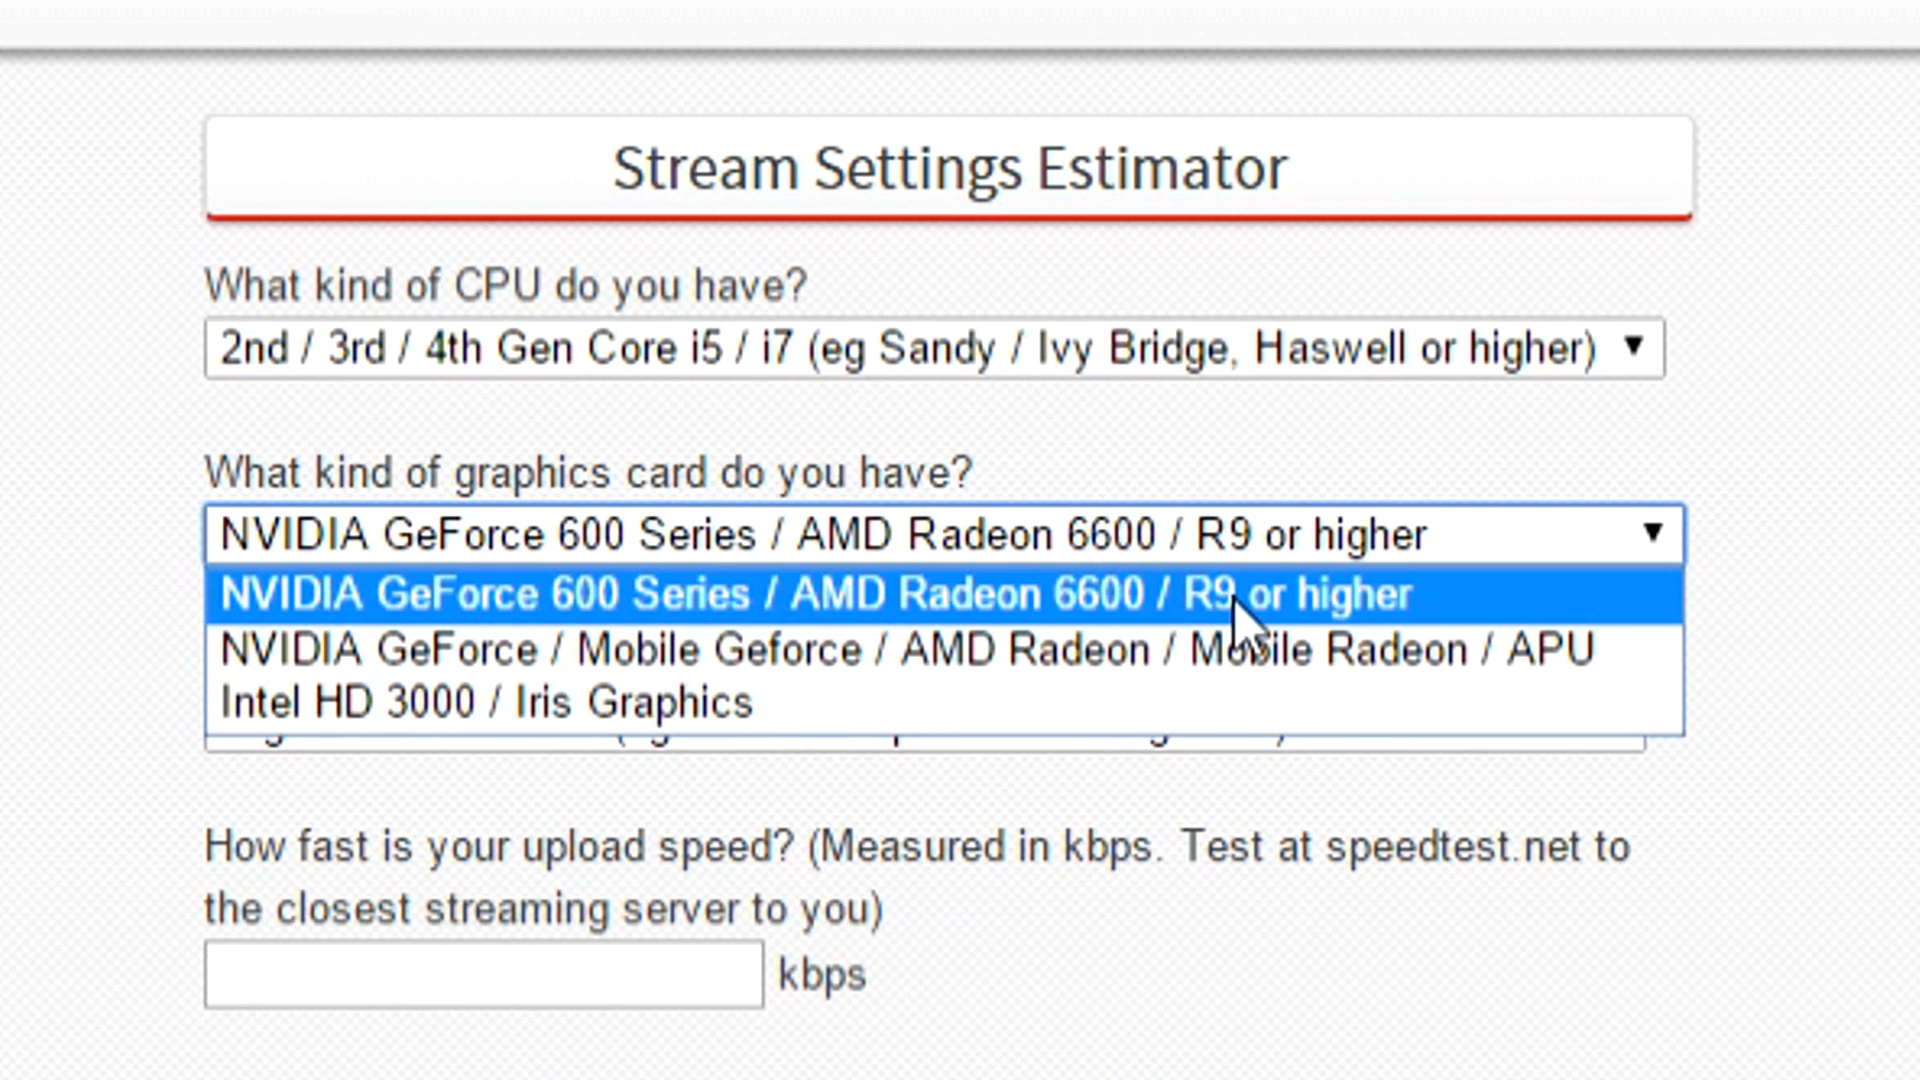 Stream Settings Estimator
What kind of CPU do you have?
2nd / 3rd / 4th Gen Core i5 / i7 (eg Sandy / Ivy Bridge, Haswell or higher)
What kind of graphics card do you have?
NVIDIA GeForce 600 Series / AMD Radeon 6600 / R9 or higher
NVIDIA GeForce 600 Series / AMD Radeon 6600 / R9 or higher
NVIDIA GeForce / Mobile Geforce / AMD Radeon / Mobile Radeon / APU
Intel HD 3000 / Iris Graphics
How fast is your upload speed? (Measured in kbps. Test at speedtest.net to
the closest streaming server to you)
kbps